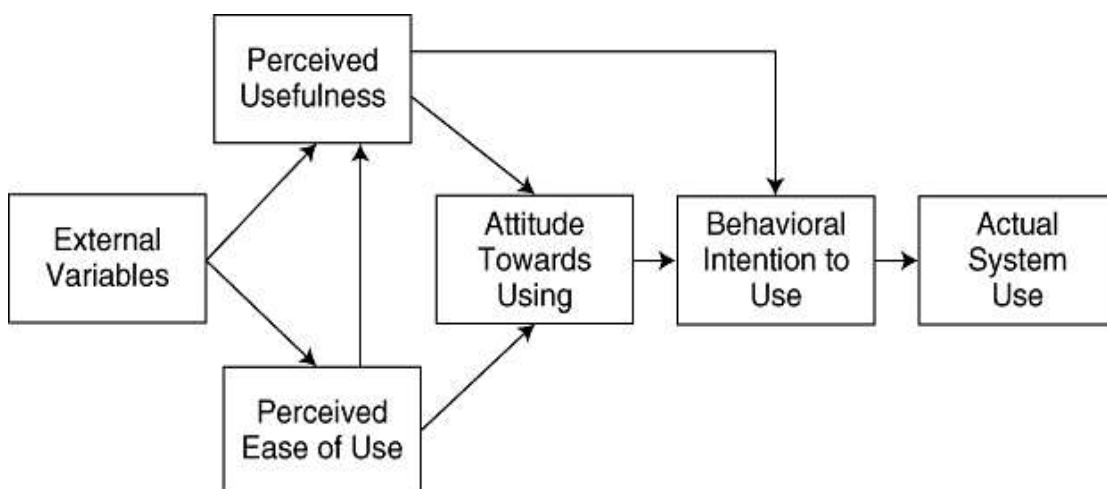 Perceived
Usefulness
External
Variables
Attitude
Towards
Using
Behavioral
Intention to
Use
Actual
System
Use
Perceived
Ease of Use